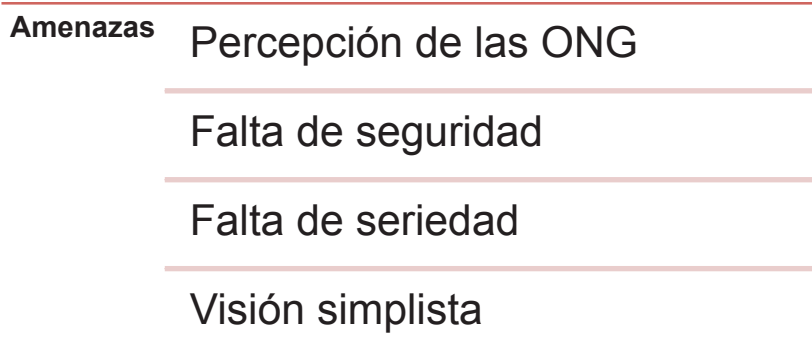 Amenazas
Percepción de las ONG
Falta de seguridad
Falta de seriedad
Visión simplista